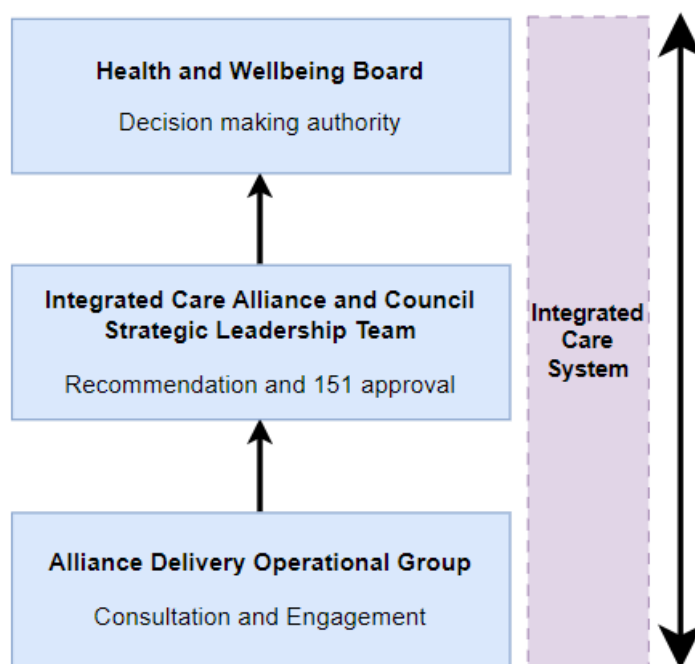 Health and Wellbeing Board
Decision making authority
Integrated Care Alliance and Council
Strategic Leadership Team
Recommendation and 151 approval
Alliance Delivery Operational Group
Consultation and Engagement
Integrated
Care
System